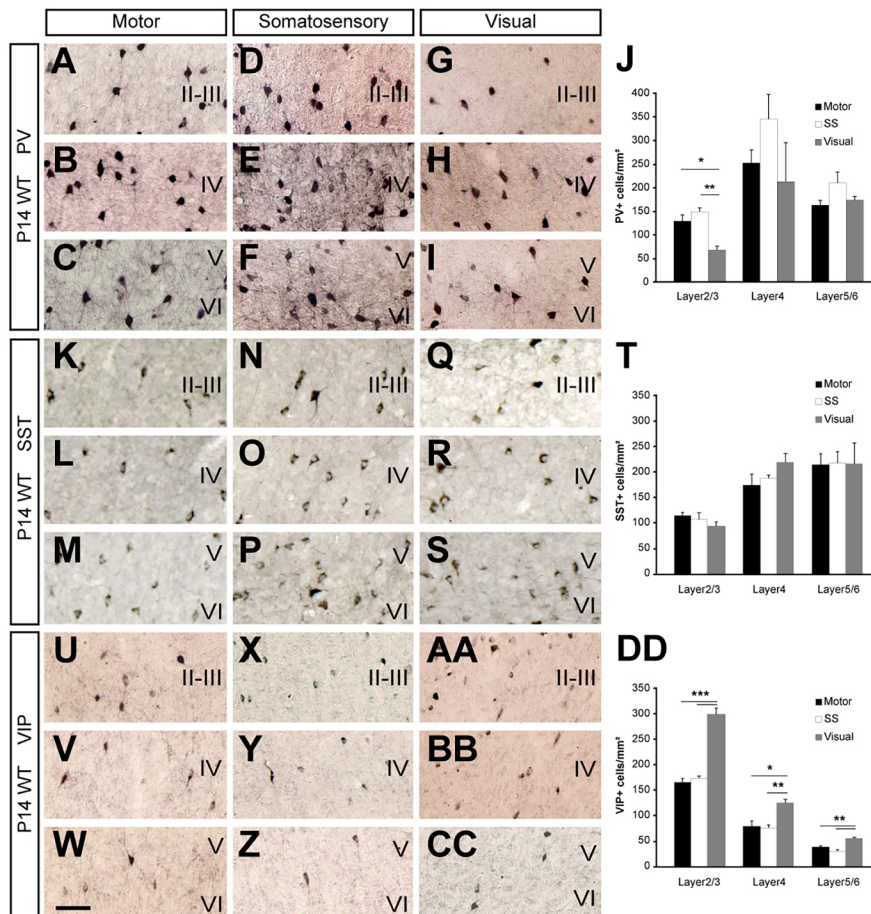 Motor
Somatosensory
Visual
P14 WT PV
A
II-III
D
II-III
G
II-III
B
IV
E
IV
H
IV
C
V
VI
F
V
VI
I
V
VI
J
400
350
300
250
200
150
100
50
0
PV+ cells/mm²
Motor
SS
Visual
*
**
Layer2/3
Layer4
Layer5/6
P14 WT SST
K
II-III
N
II-III
Q
II-III
L
IV
O
IV
R
IV
M
V
VI
P
V
VI
S
V
VI
T
350
300
250
200
150
100
50
0
SST+ cells/mm²
Motor
SS
Visual
Layer2/3
Layer4
Layer5/6
P14 WT VIP
U
II-III
X
II-III
AA
II-III
V
IV
Y
IV
BB
IV
W
V
VI
Z
V
VI
CC
V
VI
DD
350
300
250
200
150
100
50
0
VIP+ cells/mm²
Motor
SS
Visual
***
*
**
**
Layer2/3
Layer4
Layer5/6